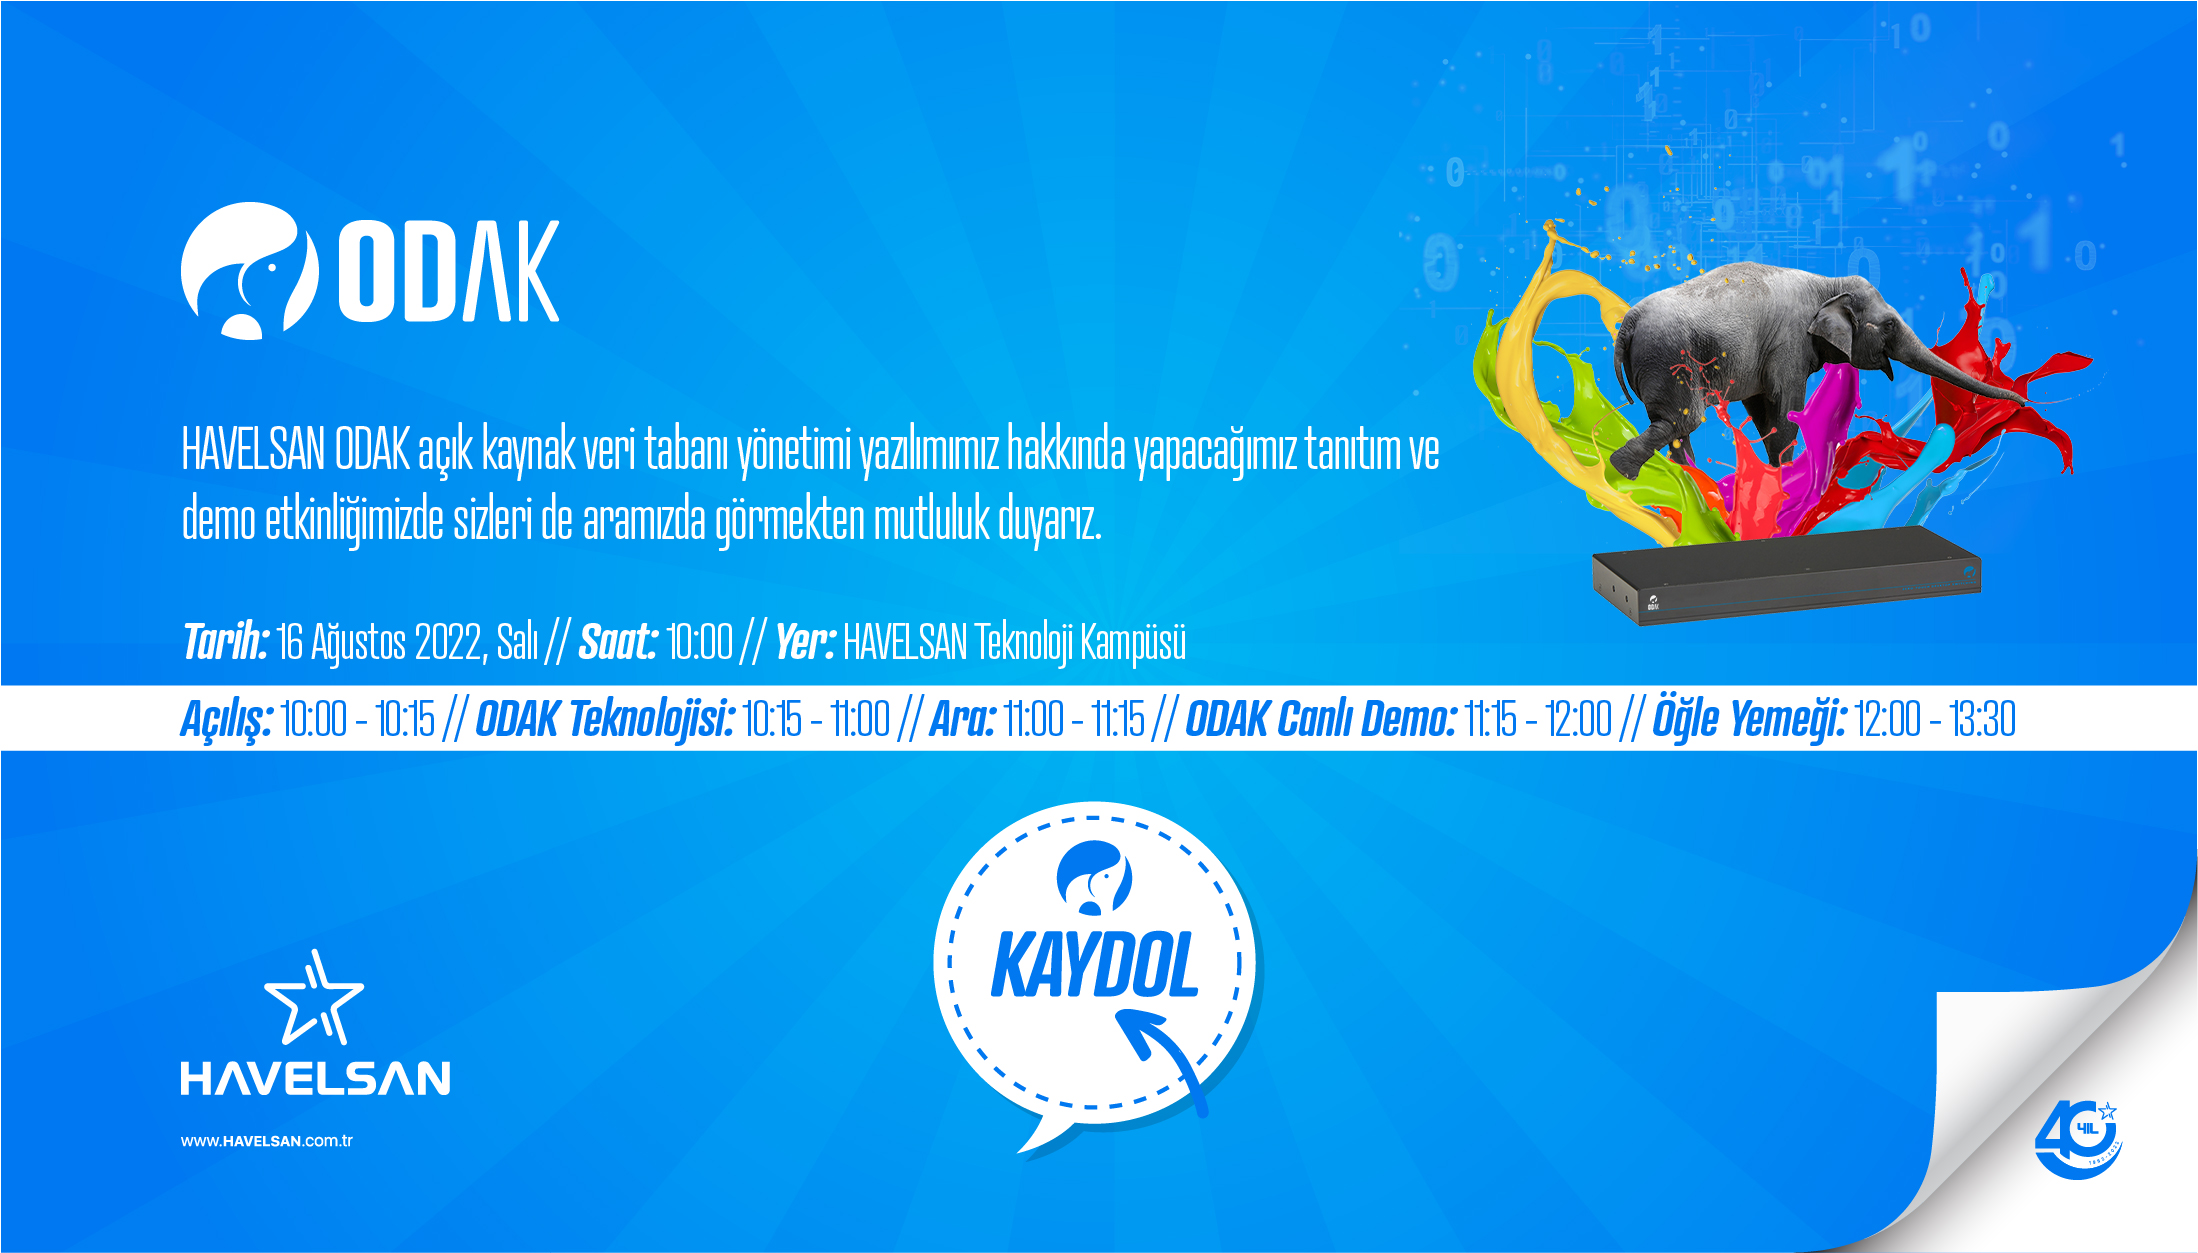 ODAK
HAVELSAN ODAK açık kaynak veri tabanı yönetimi yazılımımız hakkında yapacağımız tanıtım ve
demo etkinliğimizde sizleri de aramızda görmekten mutluluk duyarız.
ODAK
Tarih: 16 Ağustos 2022, Salı // Saat: 10:00 // Yer: HAVELSAN Teknoloji Kampüsü
Açılış: 10:00 - 10:15 // ODAK Teknolojisi: 10:15 - 11:00 // Ara: 11:00 - 11:15 // ODAK Canlı Demo: 11:15 - 12:00 // Öğle Yemeği: 12:00 - 13:30
KAYDOL
HAVELSAN
www.HAVELSAN.com.tr
40
YIL